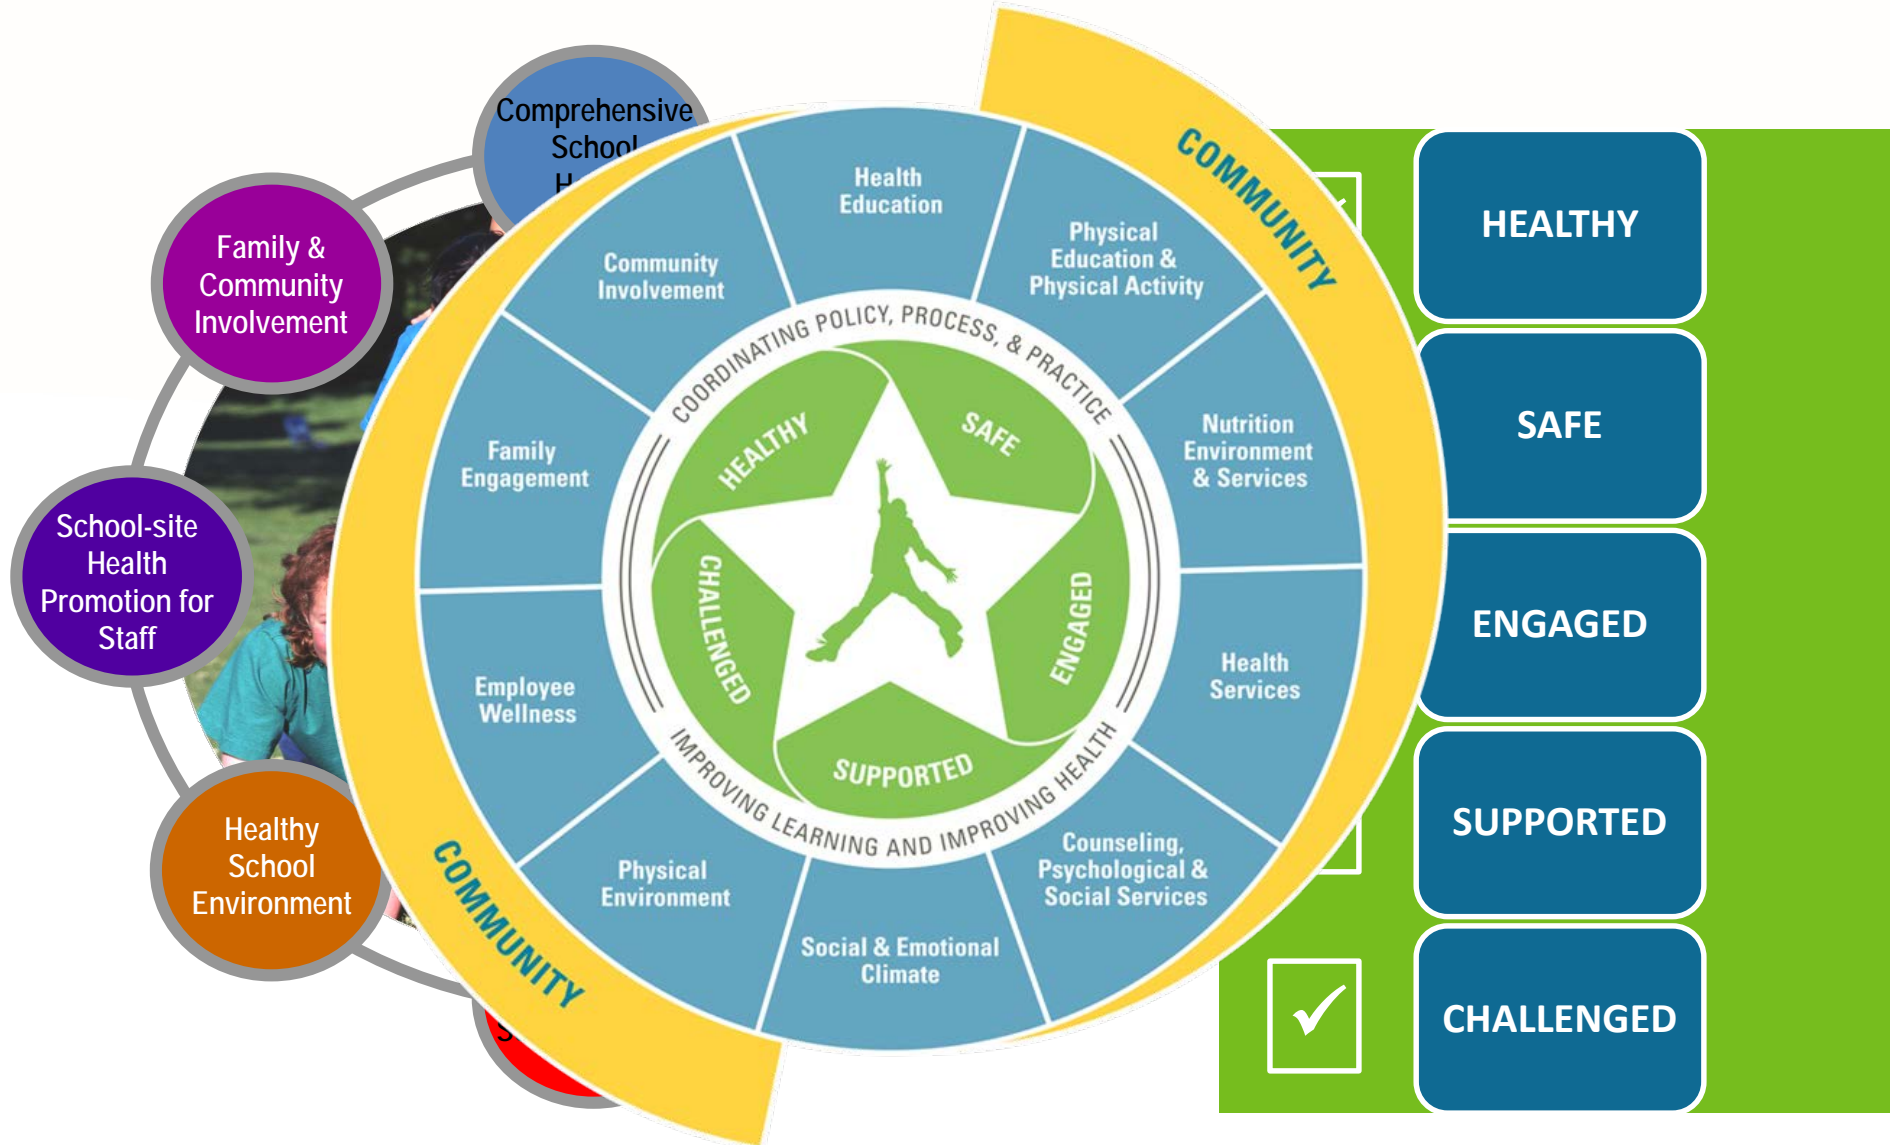 Comprehensive
School
Family &
Community
Involvement
School-site
Health
Promotion for
Staff
Healthy
School
Environment
COMMUNITY
Health
Education
Physical
Education &
Physical Activity
Nutrition
Environment
& Services
Health
Services
Counseling,
Psychological &
Social Services
Social & Emotional
Climate
Physical
Environment
Employee
Wellness
Family
Engagement
Community
Involvement
COORDINATING POLICY, PROCESS, & PRACTICE
IMPROVING LEARNING AND IMPROVING HEALTH
HEALTHY
SAFE
ENGAGED
SUPPORTED
CHALLENGED
COMMUNITY
HEALTHY
SAFE
ENGAGED
SUPPORTED
CHALLENGED